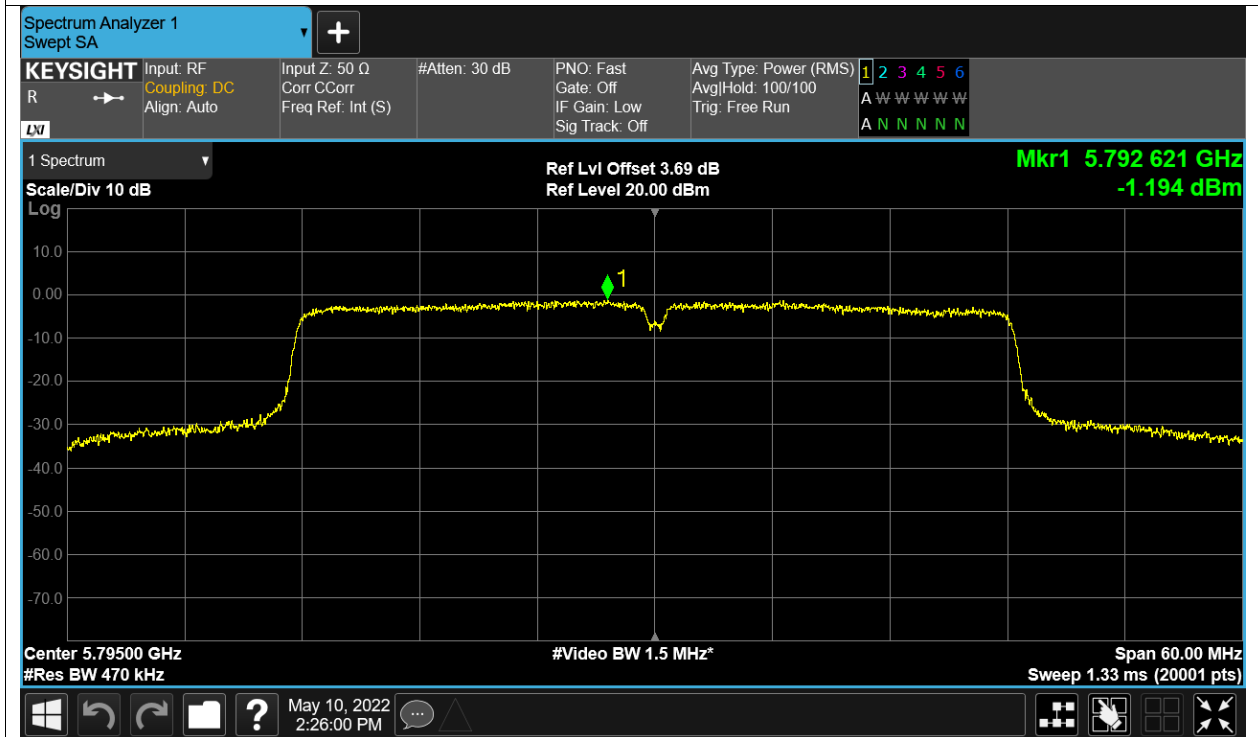 Spectrum Analyzer 1
Swept SA
▼
+
KEYSIGHT
R
LXI
Input: RF
Coupling: DC
Align: Auto
Input Z: 50 Ω
Corr CCorr
Freq Ref: Int (S)
#Atten: 30 dB
PNO: Fast
Gate: Off
IF Gain: Low
Sig Track: Off
Avg Type: Power (RMS)
Avg|Hold: 100/100
Trig: Free Run
1 2 3 4 5 6
A W W W W W
A N N N N N
1 Spectrum ▼
Scale/Div 10 dB
Log
Ref Lvl Offset 3.69 dB
Ref Level 20.00 dBm
Mkr1 5.792 621 GHz
-1.194 dBm
10.0
0.00
-10.0
-20.0
-30.0
-40.0
-50.0
-60.0
-70.0
1
Center 5.79500 GHz
#Res BW 470 kHz
#Video BW 1.5 MHz*
Span 60.00 MHz
Sweep 1.33 ms (20001 pts)
?
May 10, 2022
2:26:00 PM